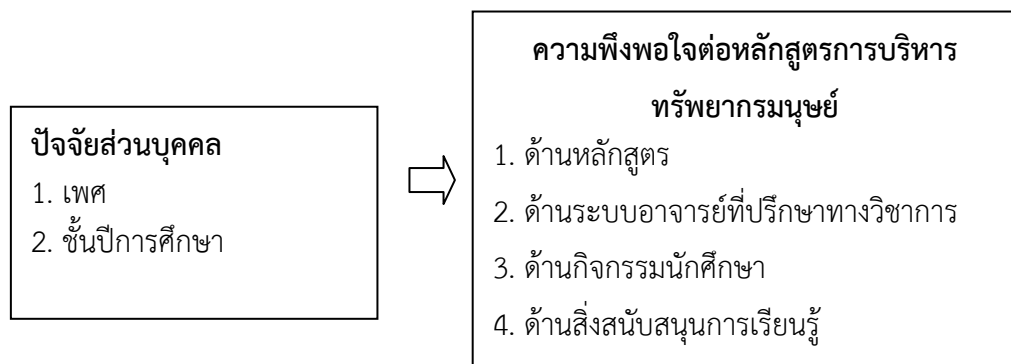 ปัจจัยส่วนบุคคล
1. เพศ
2. ชั้นปีการศึกษา
ความพึงพอใจต่อหลักสูตรการบริหาร
ทรัพยากรมนุษย์
1. ด้านหลักสูตร
2. ด้านระบบอาจารย์ที่ปรึกษาทางวิชาการ
3. ด้านกิจกรรมนักศึกษา
4. ด้านสิ่งสนับสนุนการเรียนรู้